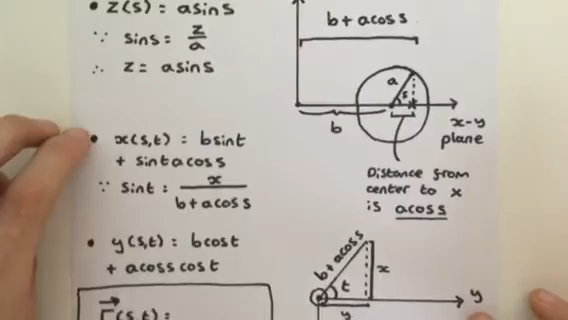 • z(s) = asins
∵ sins = z/a
∴ z = asins
• x(s,t) = bsint
+ sintacoss
∵ sint = x/(b+acoss)
• y(s,t) = bcost
+ acosscost
r(s,t) =
b+acoss
a
s
b
x-y
plane
Distance from
center to x
is acoss
b+acoss
x
t
y
y